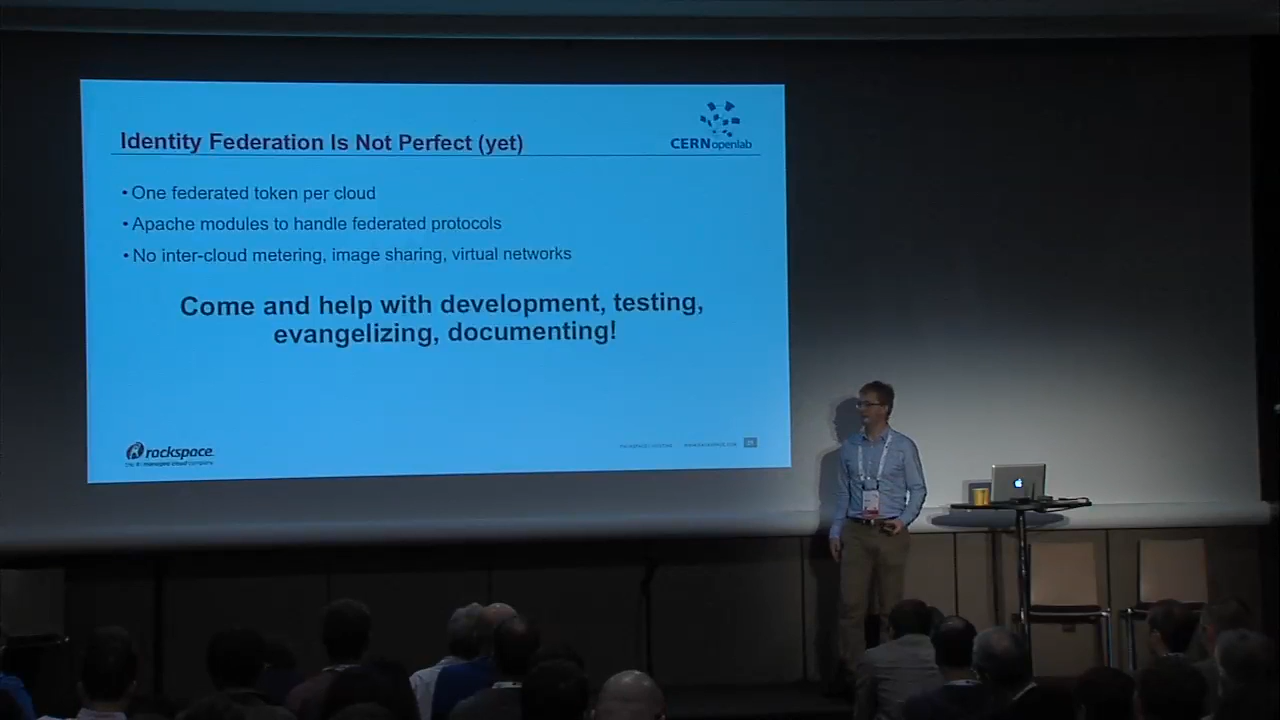 Identity Federation Is Not Perfect (yet)
CERN openlab
• One federated token per cloud
• Apache modules to handle federated protocols
• No inter-cloud metering, image sharing, virtual networks
Come and help with development, testing,
evangelizing, documenting!
rackspace